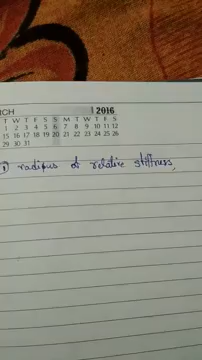 RCH 2016
T W T F S S M T W T F S S M T W T F S
1 2 3 4 5 6 7 8 9 10 11 12
15 16 17 18 19 20 21 22 23 24 25 26
29 30 31
1 radipus of relative stiffness,